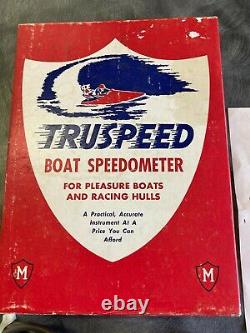 TRUSPEED
BOAT SPEEDOMETER
FOR PLEASURE BOATS
AND RACING HULLS
A Practical, Accurate
Instrument At A
Price You Can
Afford
M M